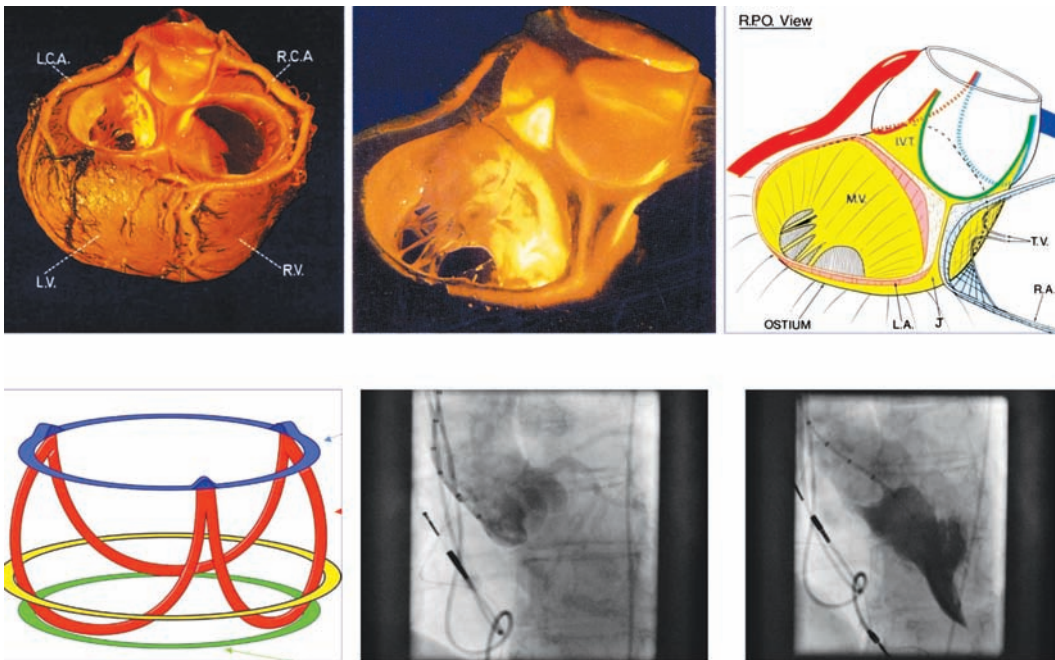 L.C.A.
R.C.A
L.V.
R.V.
R.P.O. View
I.V.T.
M.V.
T.V.
R.A.
OSTIUM
L.A.
J